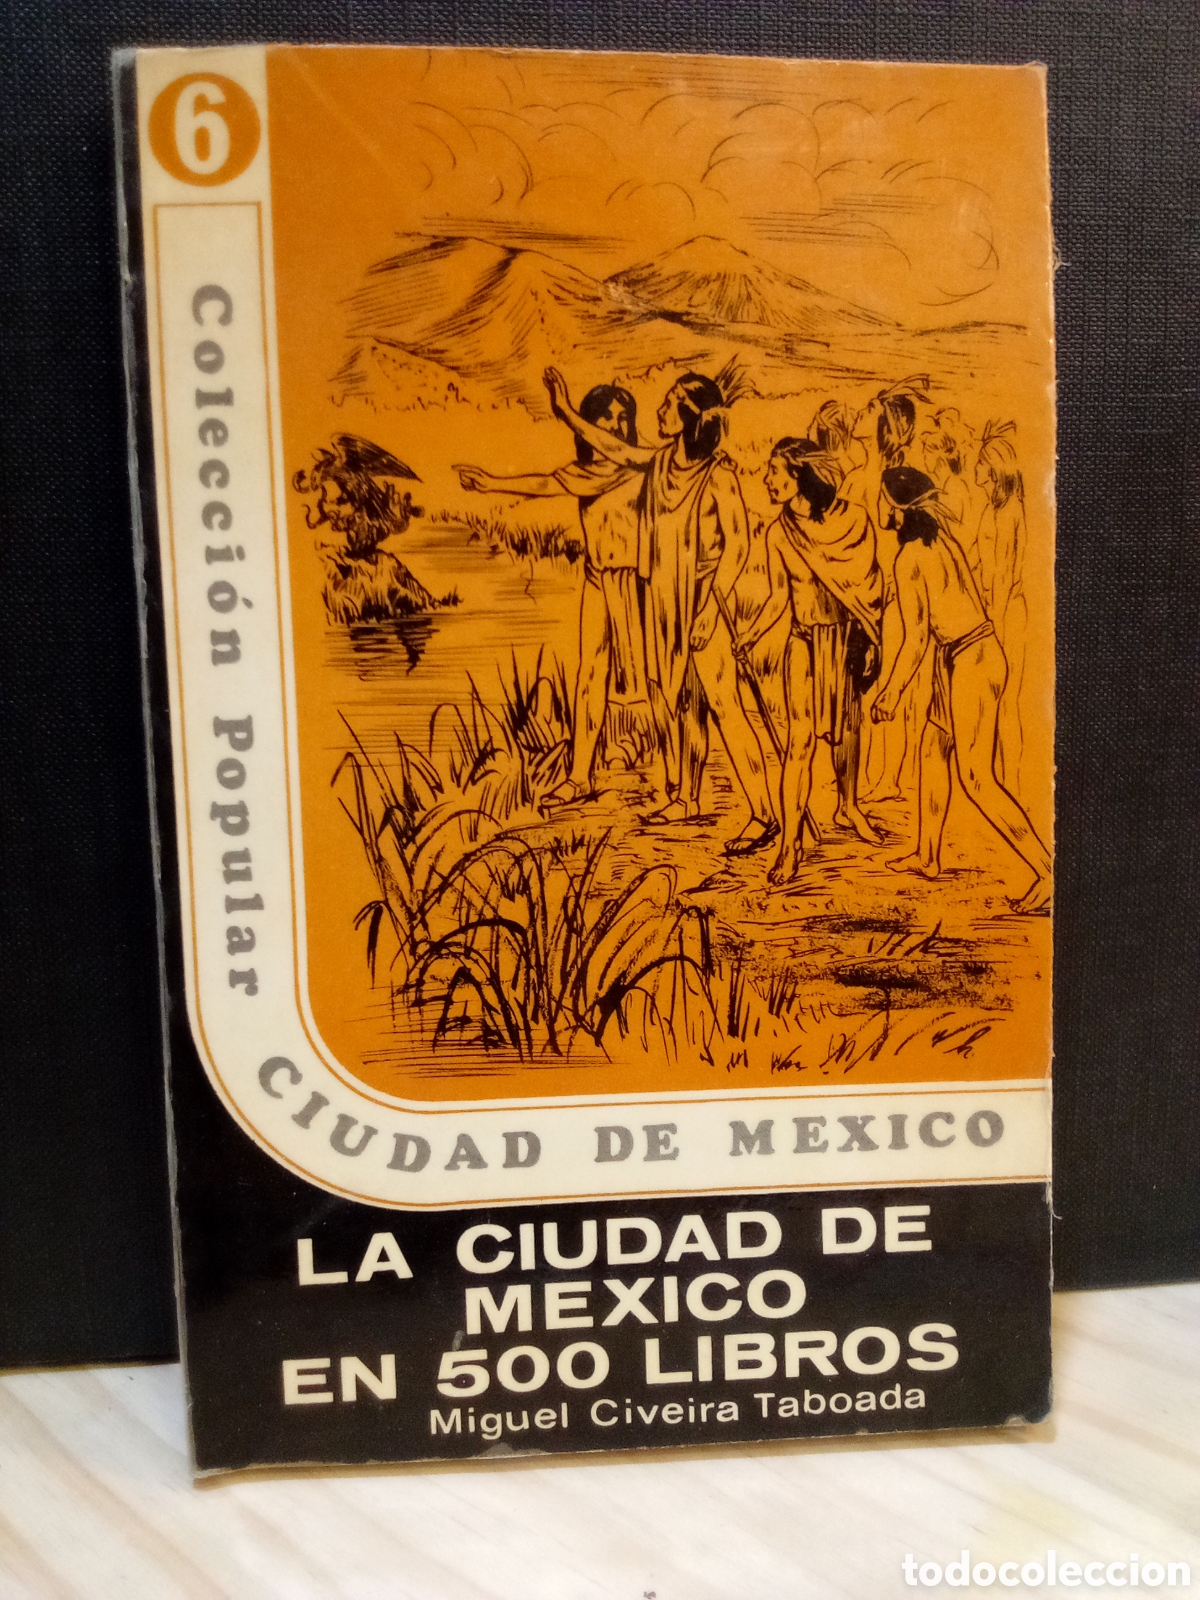 6
Colección Popular
CIUDAD DE MEXICO
LA CIUDAD DE
MEXICO
EN 500 LIBROS
Miguel Civeira Taboada
todocoleccion